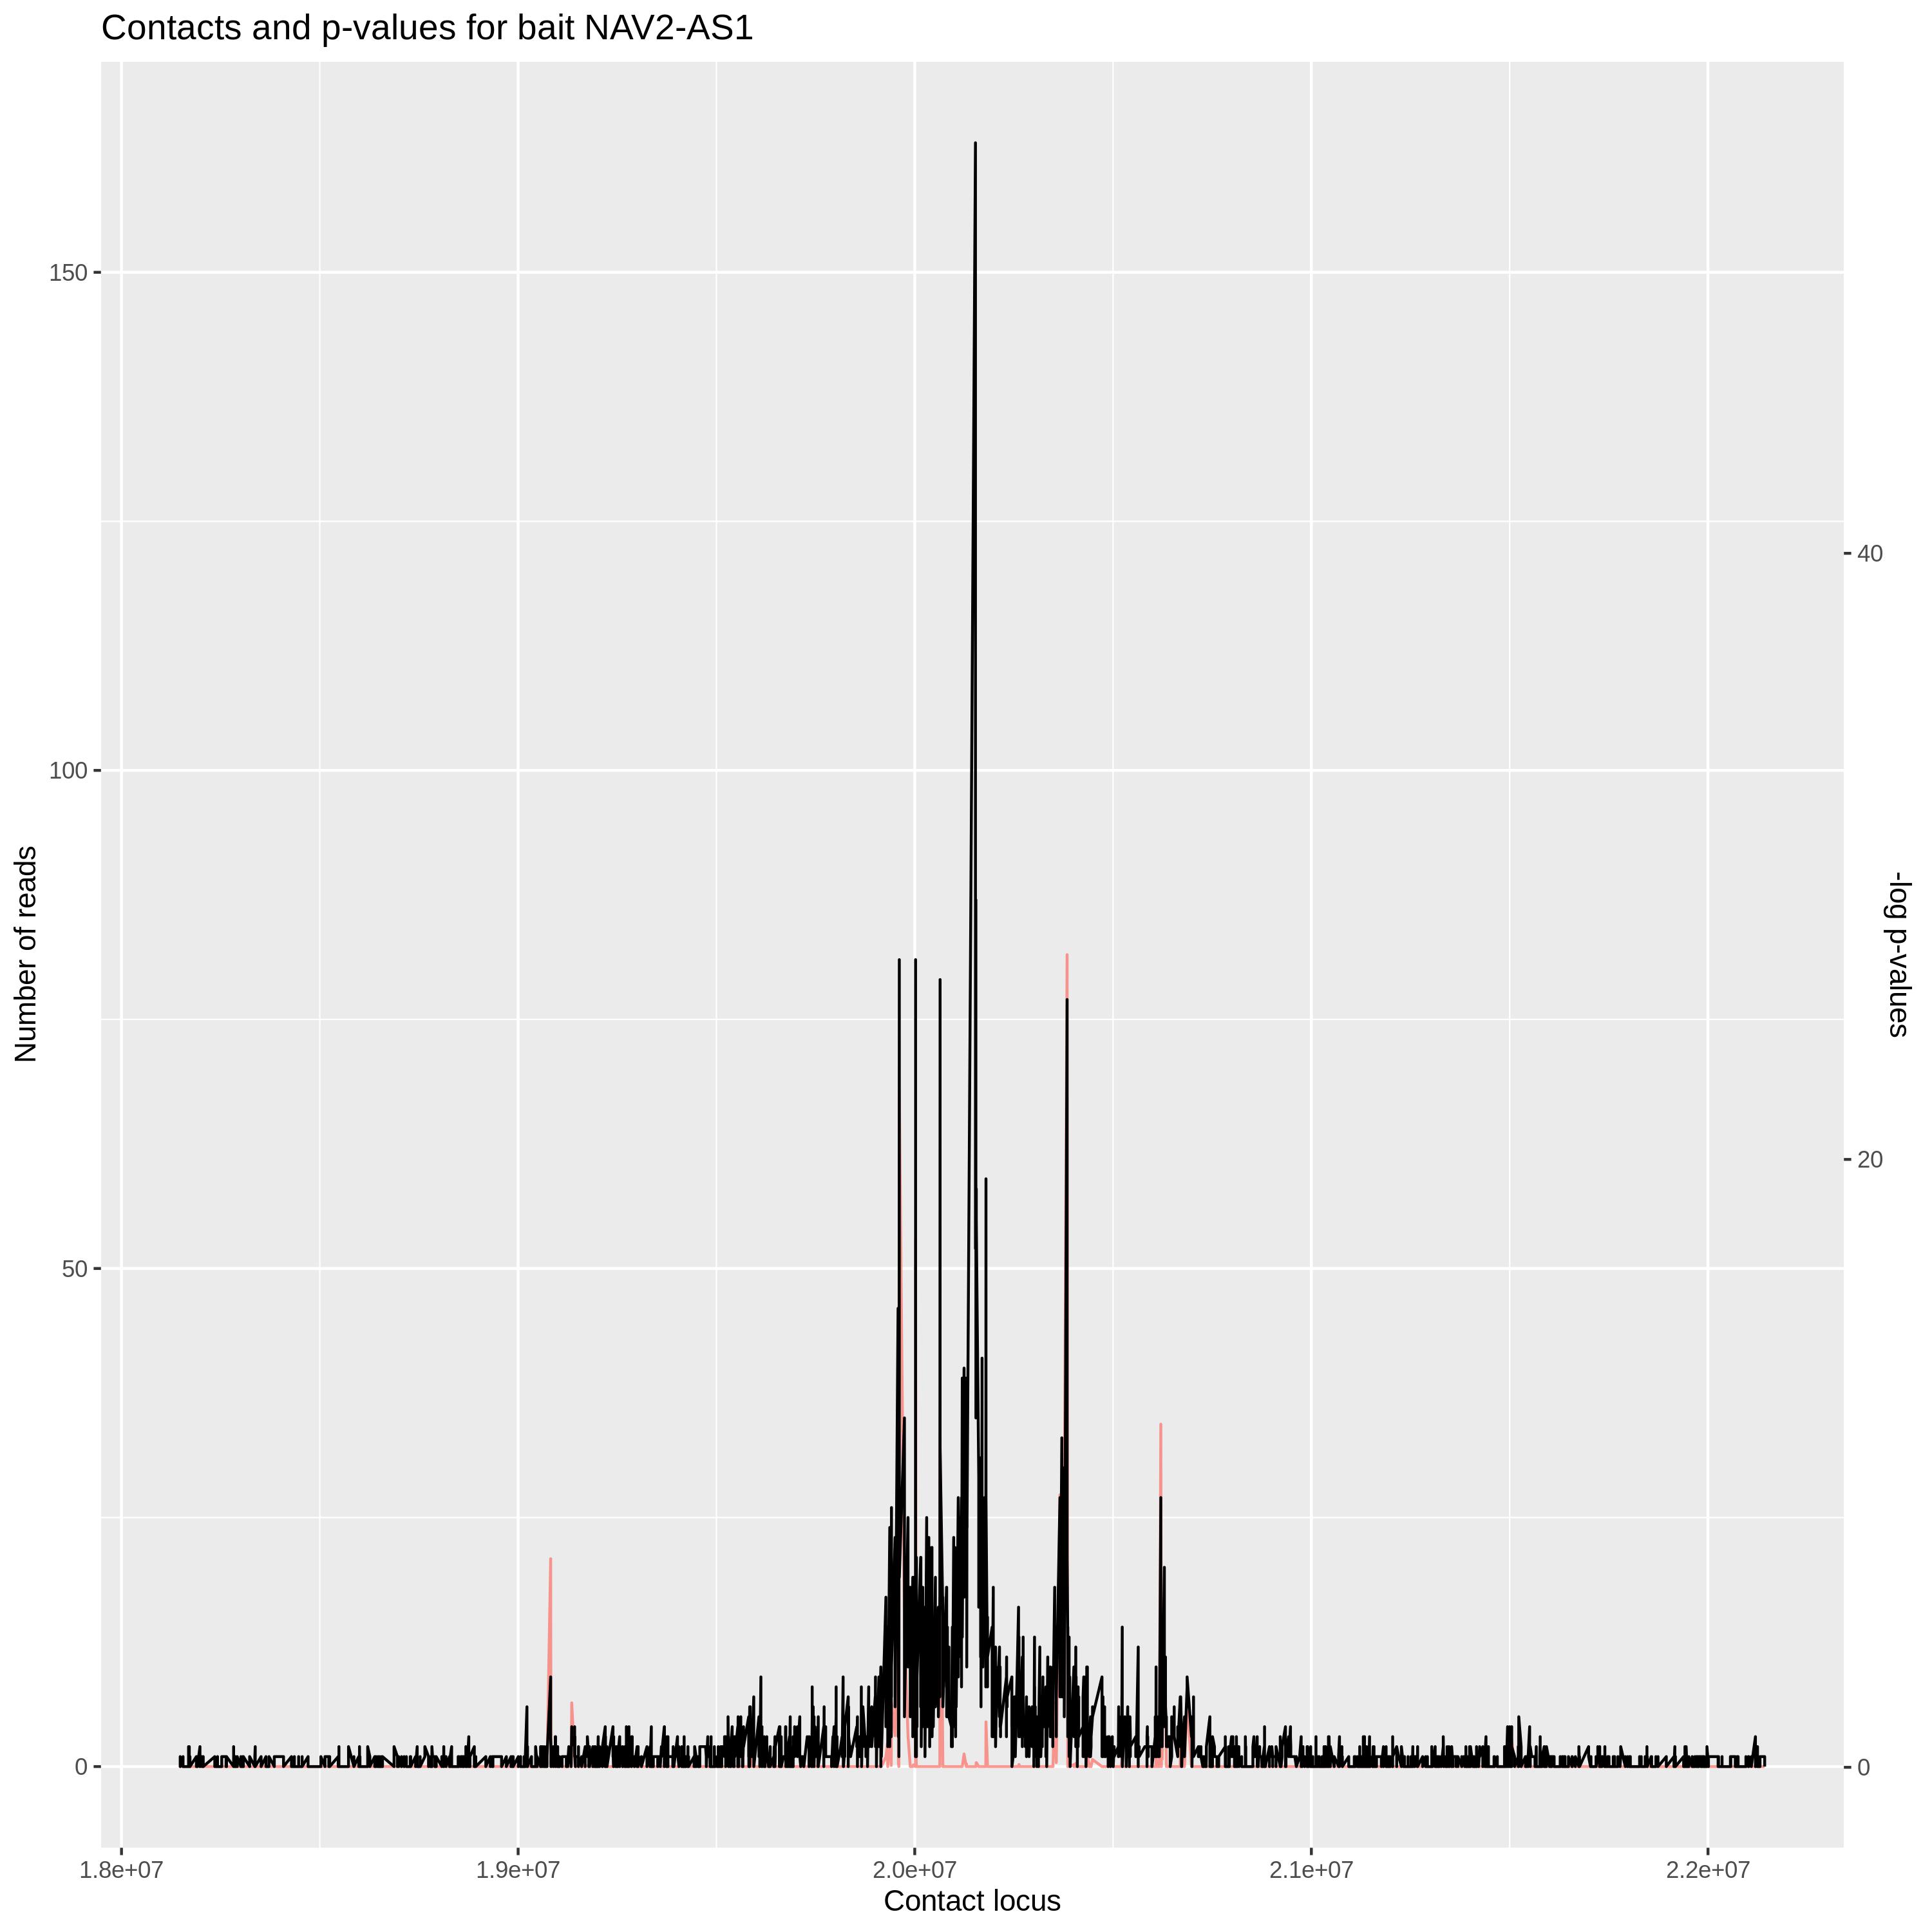 Contacts and p-values for bait NAV2-AS1
150
100
50
0
Number of reads
40
20
0
-log p-values
1.8e+07 1.9e+07 2.0e+07 2.1e+07 2.2e+07
Contact locus